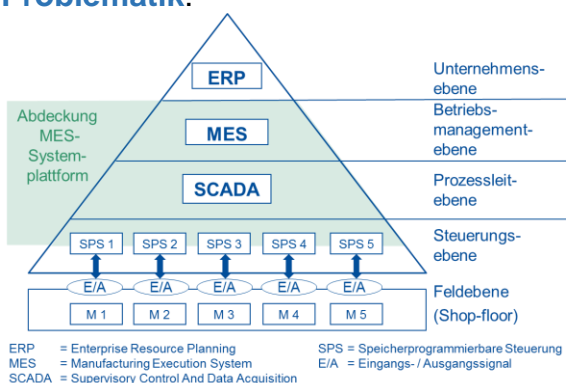 Problematik.
ERP
Unternehmens-
ebene
Abdeckung
MES-
System-
plattform
MES
Betriebs-
management-
ebene
SCADA
Prozessleit-
ebene
SPS 1 SPS 2 SPS 3 SPS 4 SPS 5
Steuerungs-
ebene
E/A E/A E/A E/A E/A
M 1 M 2 M 3 M 4 M 5
Feldebene
(Shop-floor)
ERP = Enterprise Resource Planning
MES = Manufacturing Execution System
SCADA = Supervisory Control And Data Acquisition
SPS = Speicherprogrammierbare Steuerung
E/A = Eingangs- / Ausgangssignal